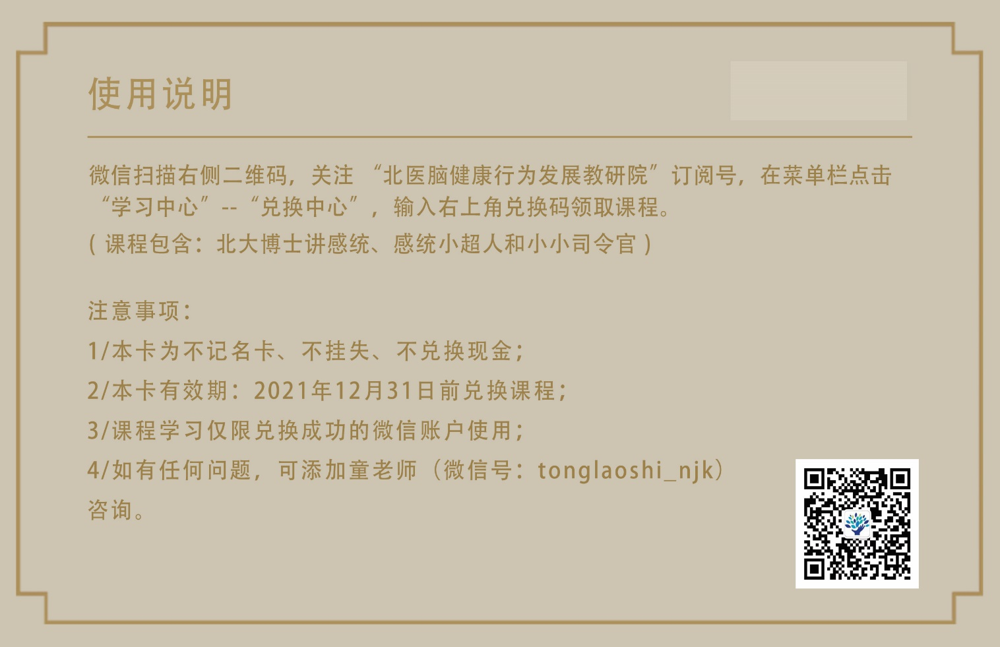 使用说明
微信扫描右侧二维码，关注 “北医脑健康行为发展教研院”订阅号，在菜单栏点击
“学习中心”--“兑换中心”，输入右上角兑换码领取课程。
( 课程包含：北大博士讲感统、感统小超人和小小司令官 )
注意事项：
1/本卡为不记名卡、不挂失、不兑换现金；
2/本卡有效期：2021年12月31日前兑换课程；
3/课程学习仅限兑换成功的微信账户使用；
4/如有任何问题，可添加童老师（微信号：tonglaoshi_njk）
咨询。